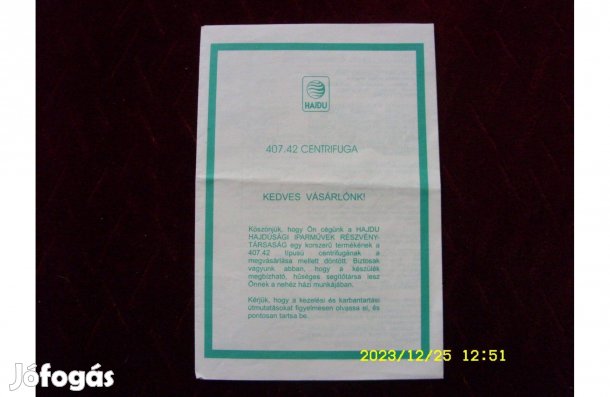 HAJDU
407.42 CENTRIFUGA
KEDVES VÁSÁRLÓNK!
Köszönjük, hogy Ön cégünk a HAJDU
HAJDÚSÁGI IPARMŰVEK RÉSZVÉNY-
TÁRSASÁG egy korszerű termékének a
407.42 típusú centrifugának a
megvásárlása mellett döntött. Biztosak
vagyunk abban, hogy a készülék
megbízható, hűséges segítőtársa lesz
Önnek a nehéz házi munkájában.
Kérjük, hogy a kezelési és karbantartási
útmutatásokat figyelmesen olvassa el, és
pontosan tartsa be.
2023/12/25 12:51
Jófogás